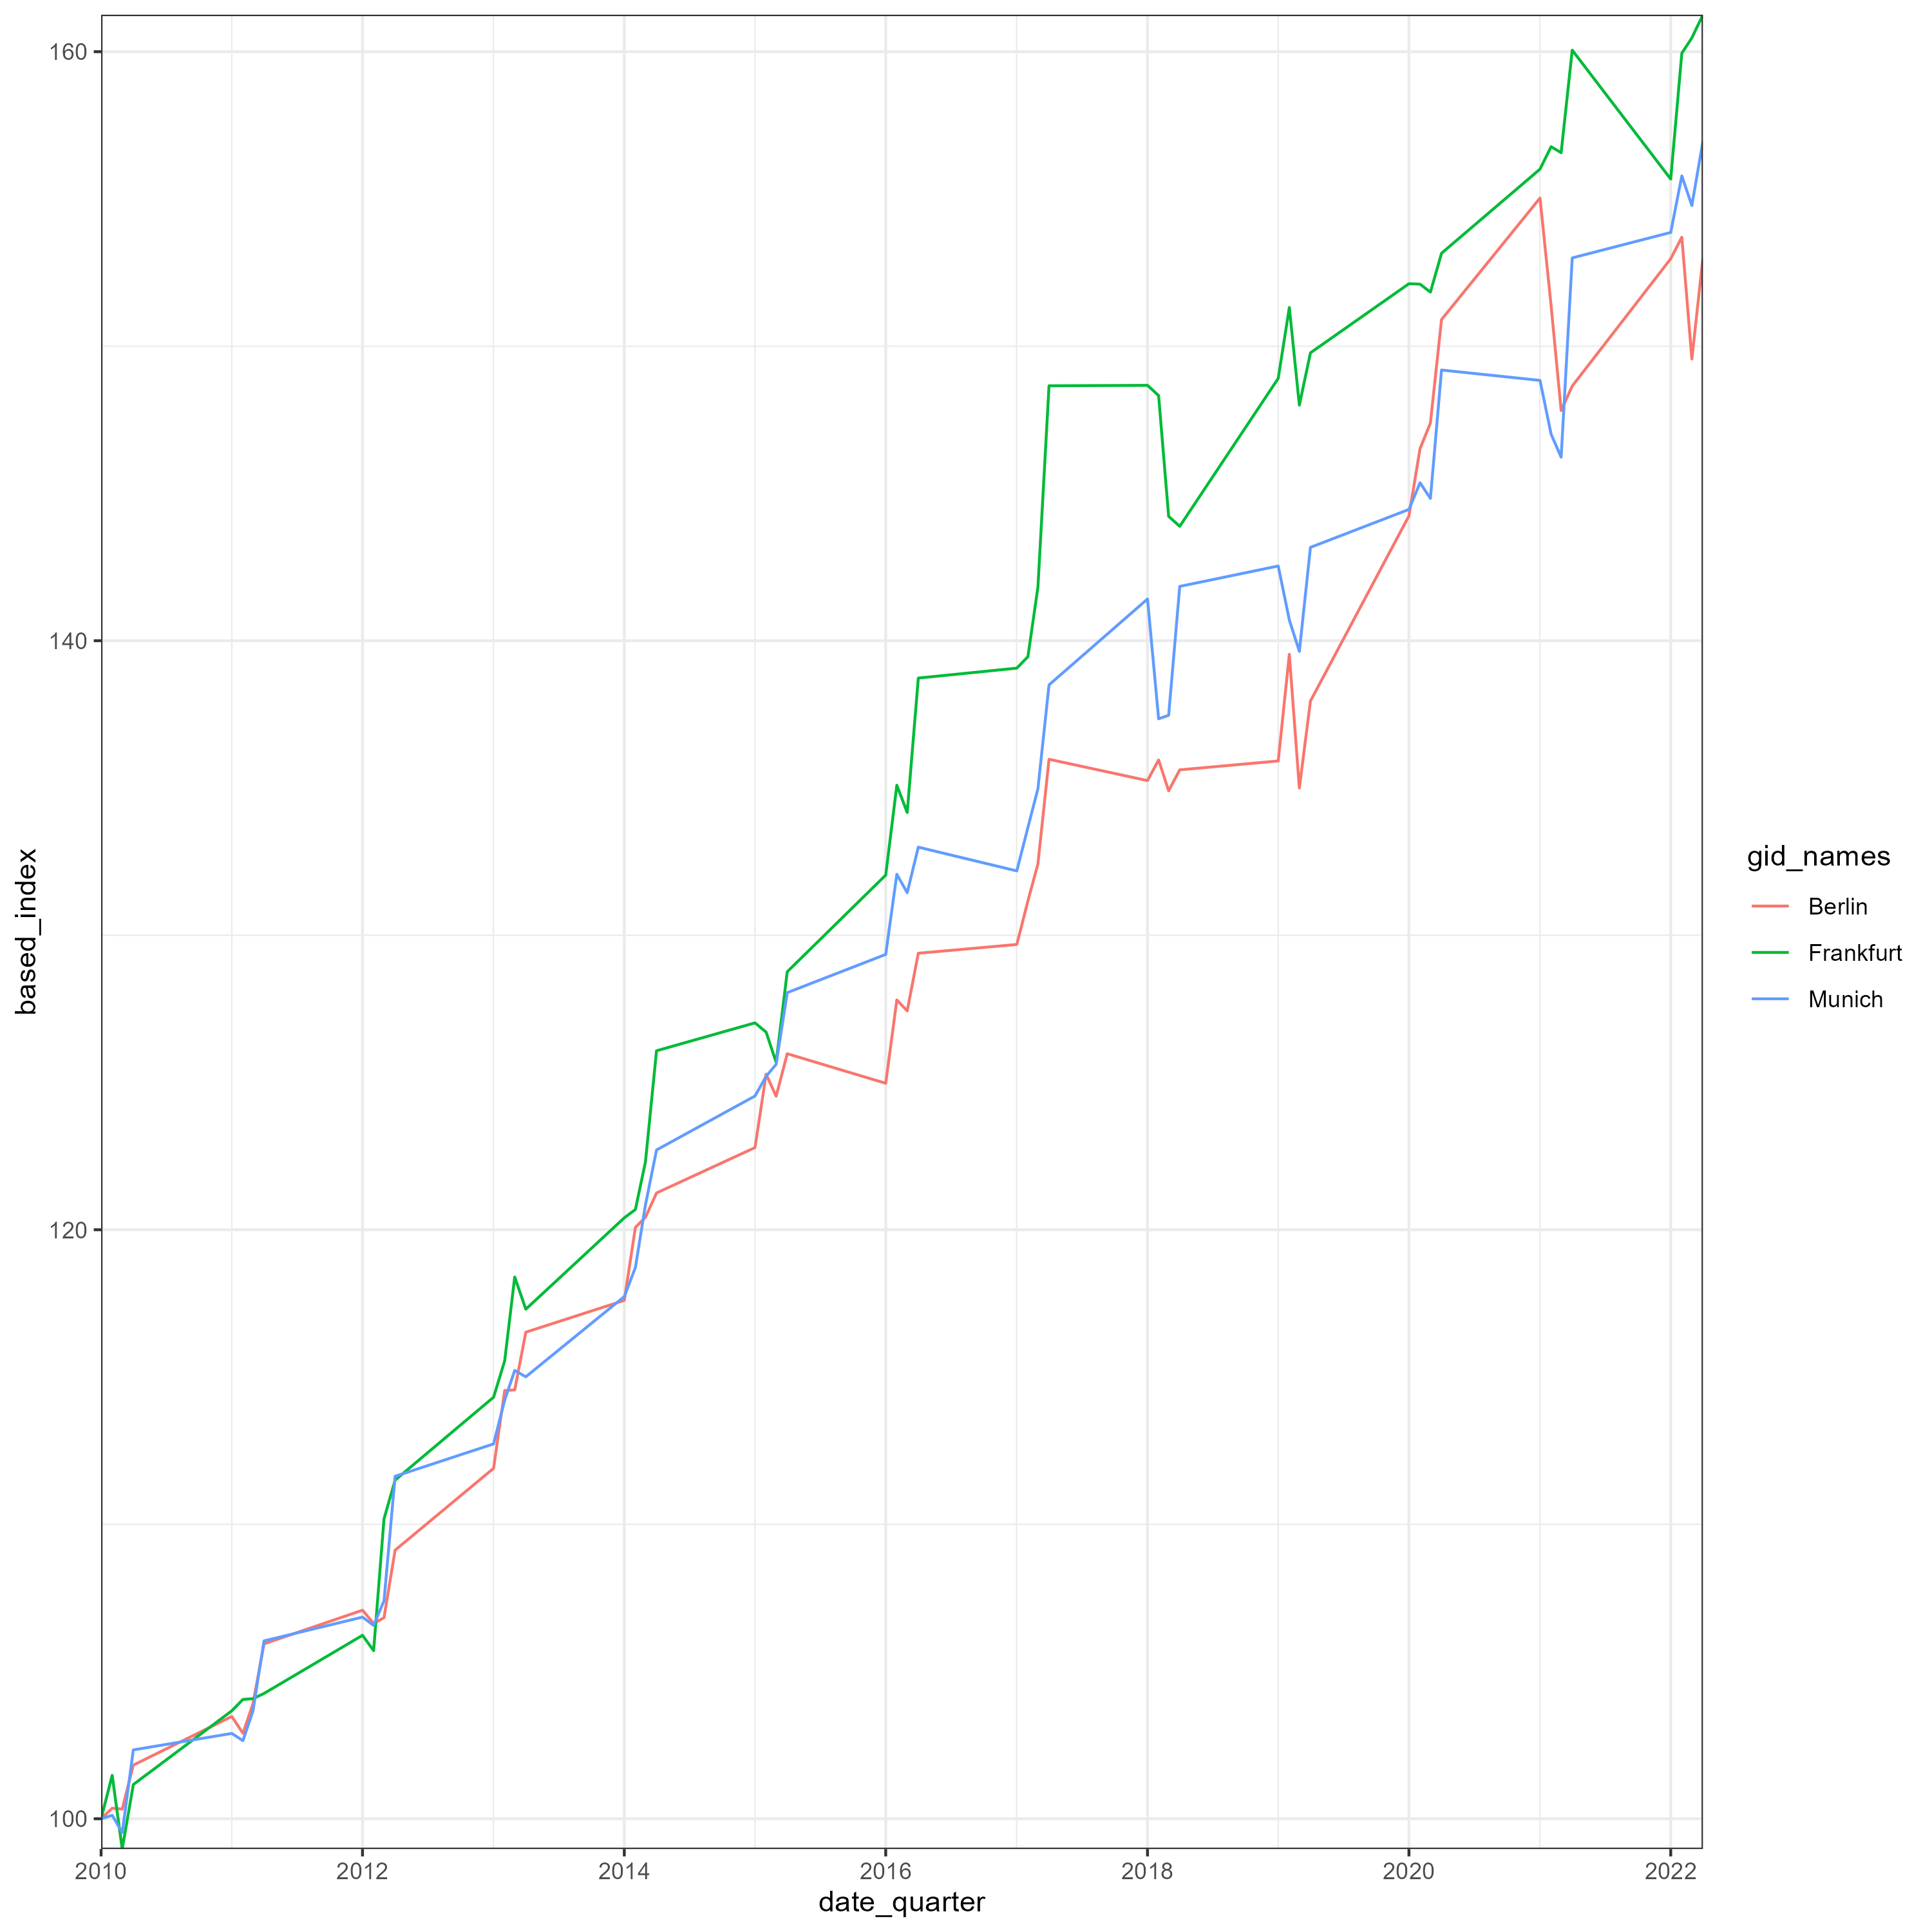 160
140
120
100
based_index
2010
2012
2014
2016
2018
2020
2022
date_quarter
gid_names
Berlin
Frankfurt
Munich